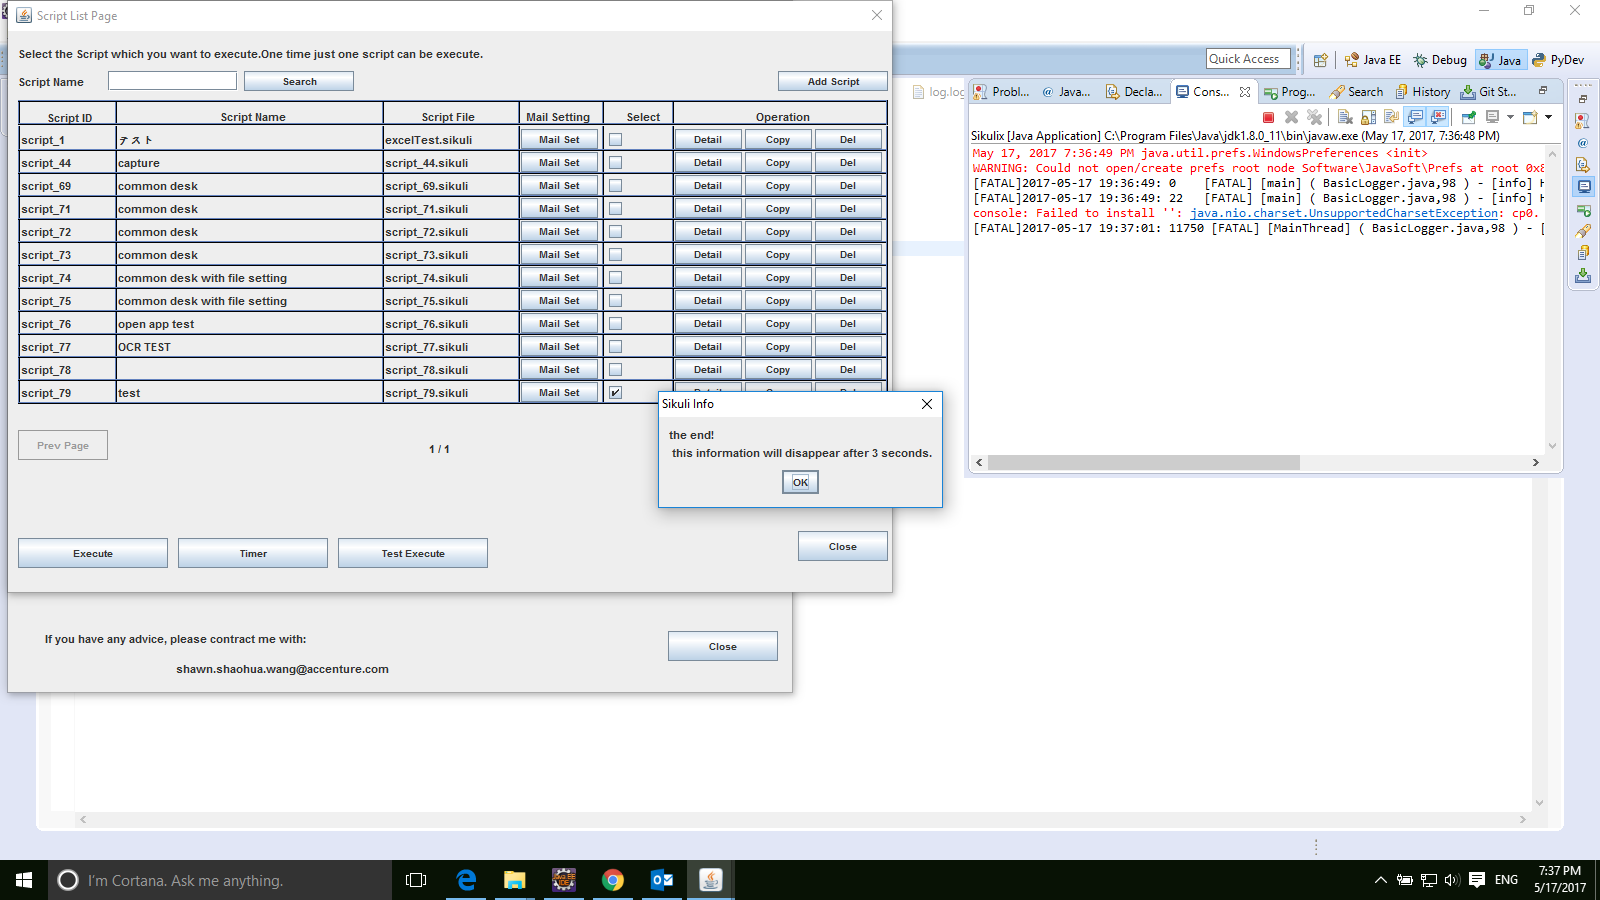 Script List Page
Select the Script which you want to execute.One time just one script can be execute.
Script Name Search Add Script
Script ID Script Name Script File Mail Setting Select Operation
script_1 テスト excelTest.sikuli Mail Set Detail Copy Del
script_44 capture script_44.sikuli Mail Set Detail Copy Del
script_69 common desk script_69.sikuli Mail Set Detail Copy Del
script_71 common desk script_71.sikuli Mail Set Detail Copy Del
script_72 common desk script_72.sikuli Mail Set Detail Copy Del
script_73 common desk script_73.sikuli Mail Set Detail Copy Del
script_74 common desk with file setting script_74.sikuli Mail Set Detail Copy Del
script_75 common desk with file setting script_75.sikuli Mail Set Detail Copy Del
script_76 open app test script_76.sikuli Mail Set Detail Copy Del
script_77 OCR TEST script_77.sikuli Mail Set Detail Copy Del
script_78 script_78.sikuli Mail Set Detail Copy Del
script_79 test script_79.sikuli Mail Set
Prev Page 1 / 1
Execute Timer Test Execute Close
Sikuli Info
the end!
this information will disappear after 3 seconds.
OK
If you have any advice, please contract me with:
shawn.shaohua.wang@accenture.com
Close
Quick Access Java EE Debug Java PyDev
log.log
Probl... Java... Decla... Cons... Prog... Search History Git St...
Sikulix [Java Application] C:\Program Files\Java\jdk1.8.0_11\bin\javaw.exe (May 17, 2017, 7:36:48 PM)
May 17, 2017 7:36:49 PM java.util.prefs.WindowsPreferences <init>
WARNING: Could not open/create prefs root node Software\JavaSoft\Prefs at root 0x8
[FATAL]2017-05-17 19:36:49: 0 [FATAL] [main] ( BasicLogger.java,98 ) - [info] H
[FATAL]2017-05-17 19:36:49: 22 [FATAL] [main] ( BasicLogger.java,98 ) - [info] H
console: Failed to install '': java.nio.charset.UnsupportedCharsetException: cp0.
[FATAL]2017-05-17 19:37:01: 11750 [FATAL] [MainThread] ( BasicLogger.java,98 ) - [
I'm Cortana. Ask me anything.
ENG
7:37 PM
5/17/2017